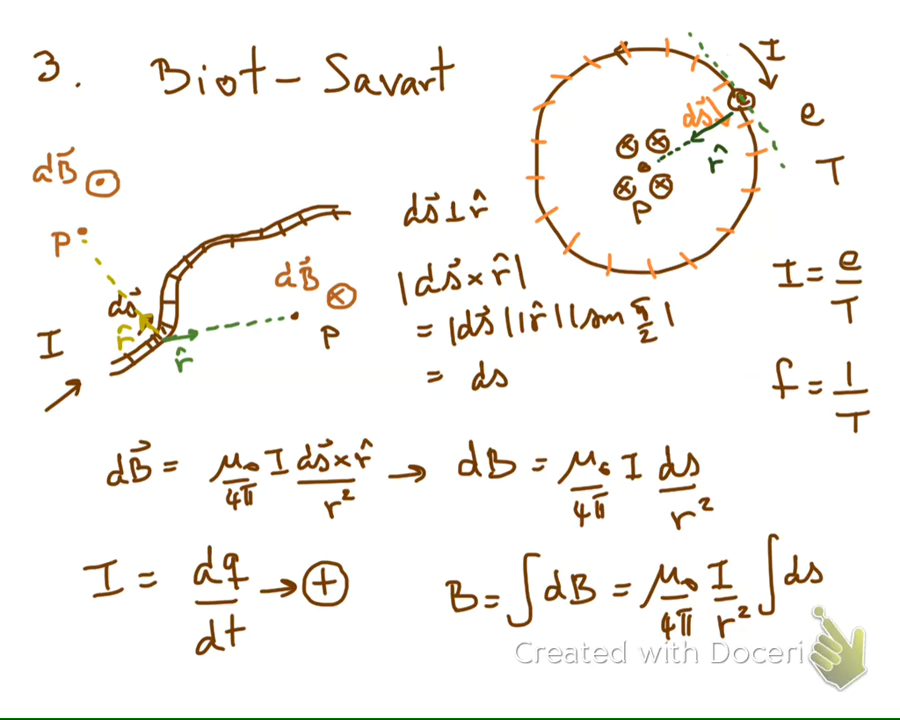 3. Biot-Savart
dB⃗ ⊙
P
ds⃗
r̂
r̂
I
dB⃗ ⊗
P
ds⃗ ⊥ r̂
|ds⃗ × r̂|
= |ds⃗||r̂||sin π/2|
= ds
I
e
T
ds⃗
r̂
⊗ ⊗
⊗ ⊗
P
I = e/T
f = 1/T
dB⃗ = μ₀/4π I ds⃗×r̂/r² → dB = μ₀/4π I ds/r²
I = dq/dt → ⊕
B = ∫dB = μ₀/4π I/r² ∫ds
Created with Doceri